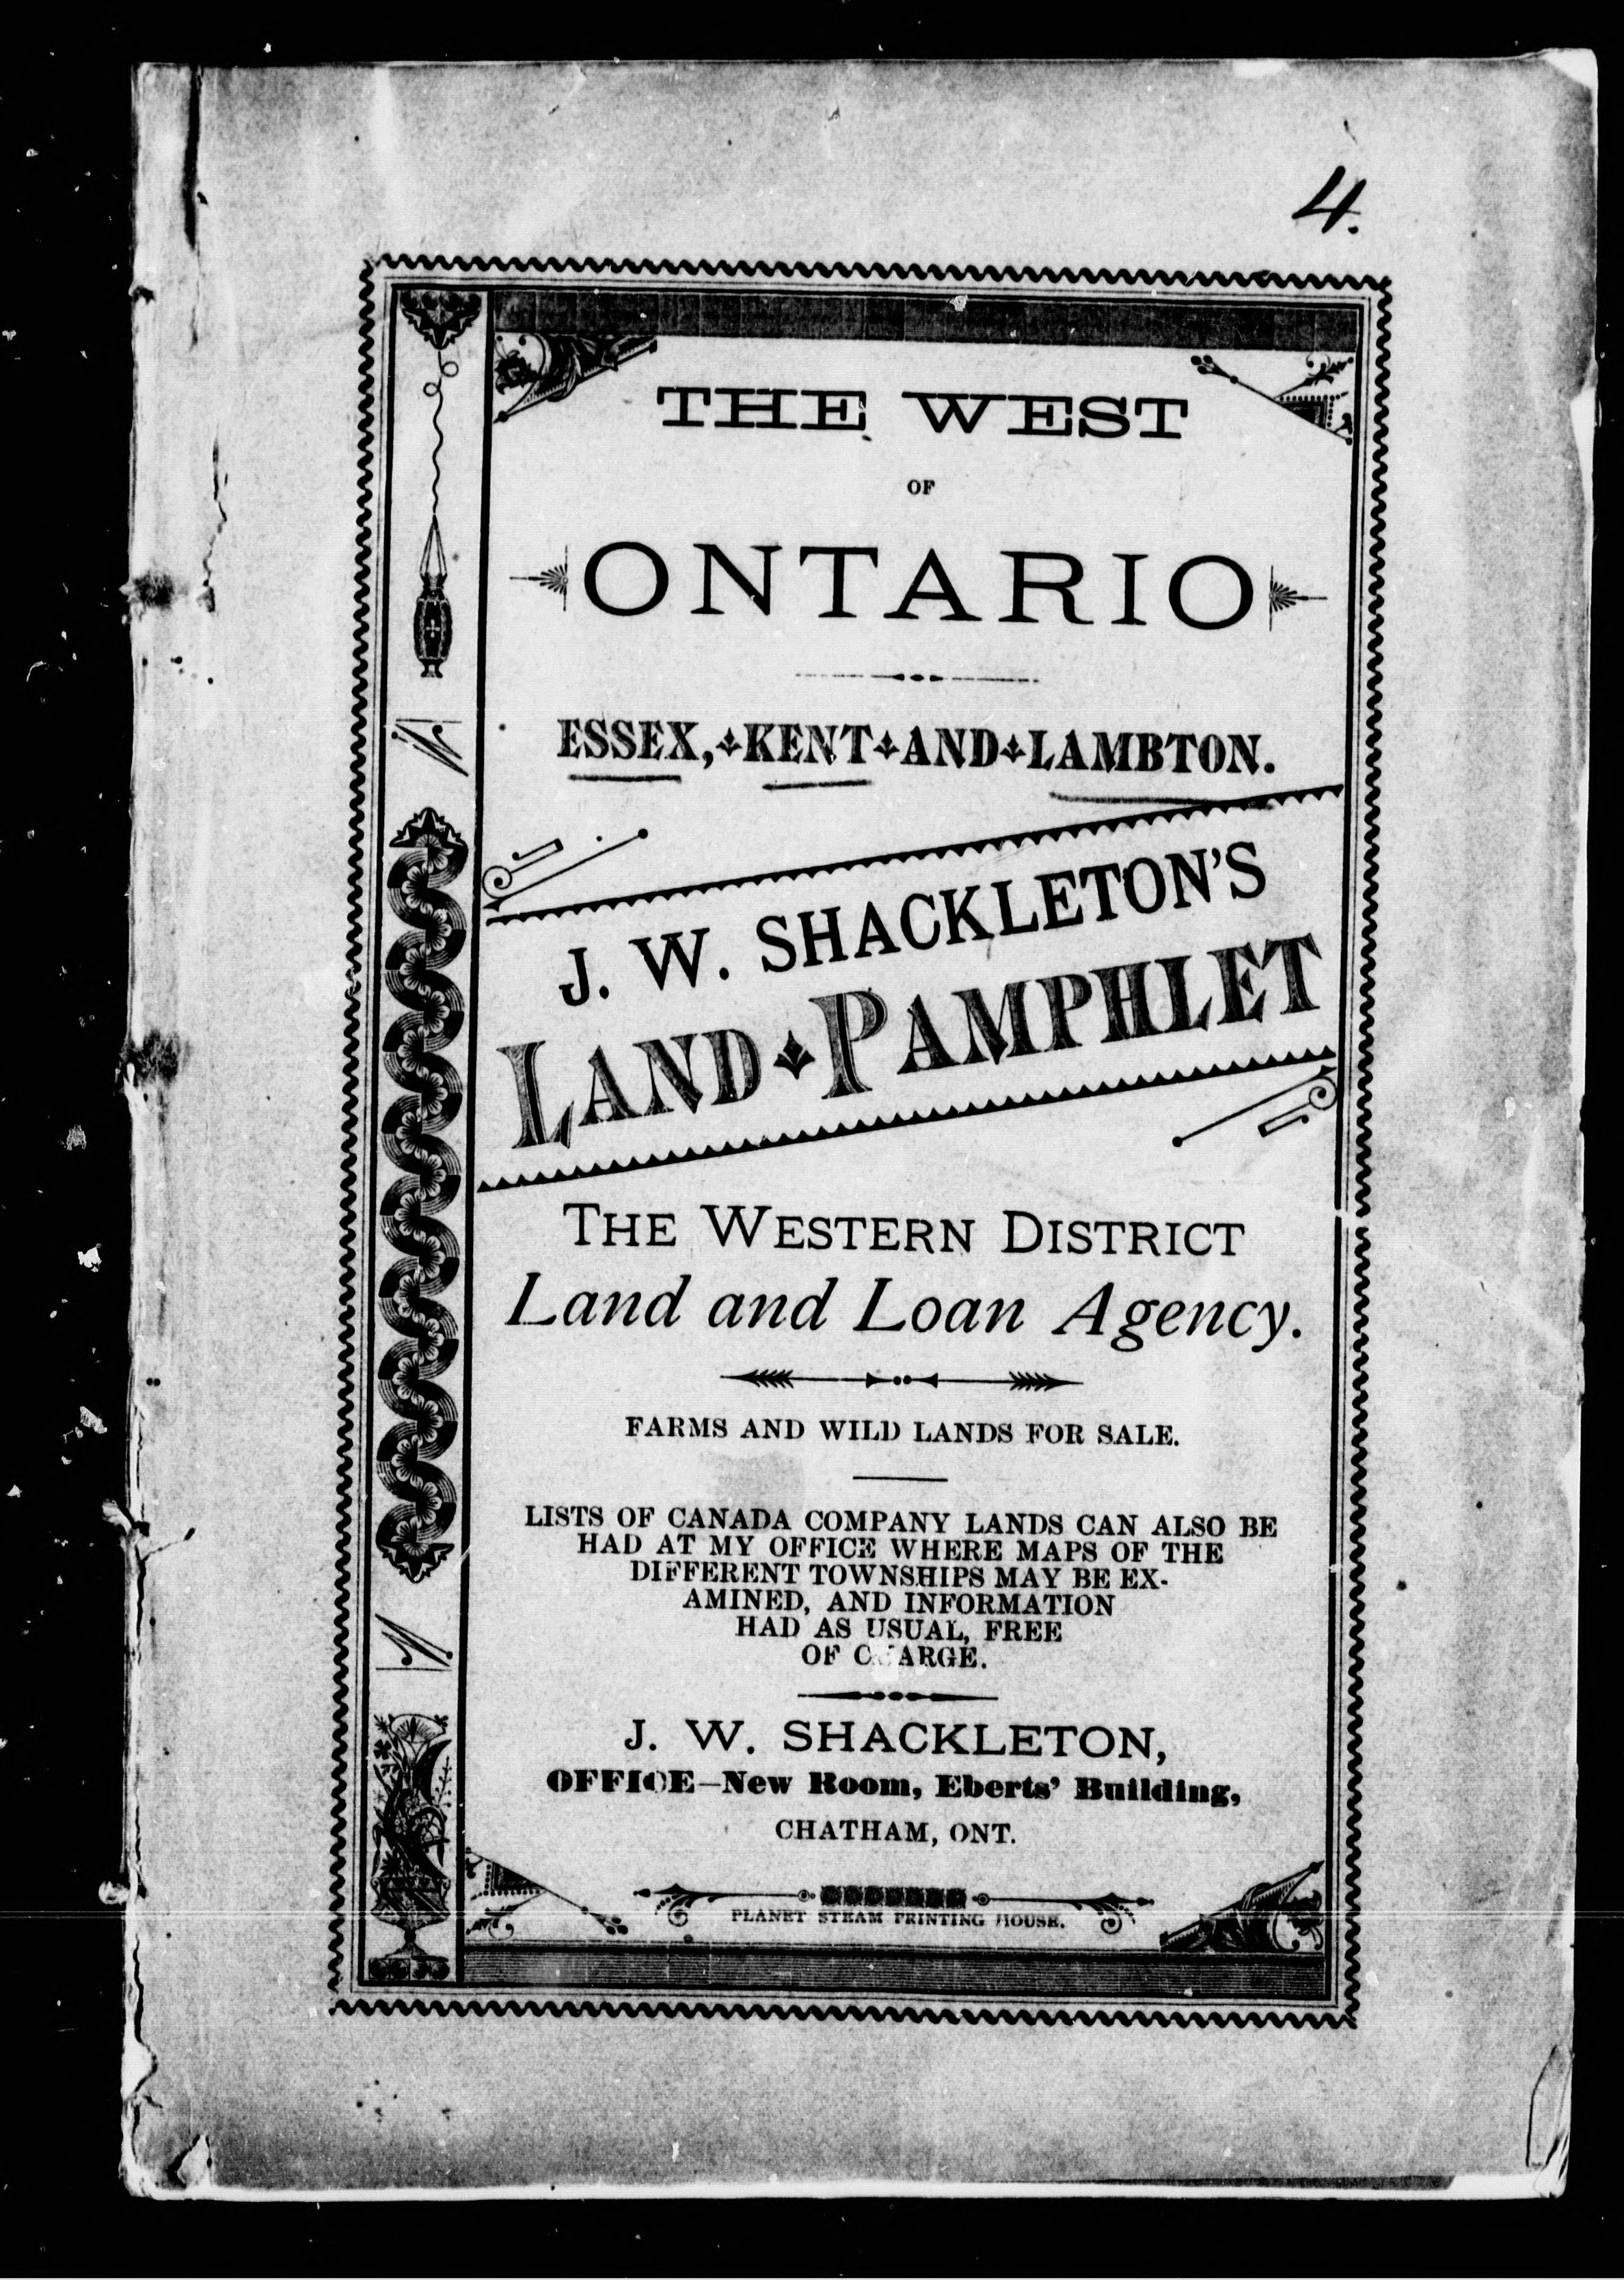 4.
THE WEST
OF
ONTARIO
ESSEX, KENT AND LAMBTON.
J. W. SHACKLETON'S
LAND PAMPHLET
THE WESTERN DISTRICT
Land and Loan Agency.
FARMS AND WILD LANDS FOR SALE.
LISTS OF CANADA COMPANY LANDS CAN ALSO BE
HAD AT MY OFFICE WHERE MAPS OF THE
DIFFERENT TOWNSHIPS MAY BE EX-
AMINED, AND INFORMATION
HAD AS USUAL, FREE
OF CHARGE.
J. W. SHACKLETON,
OFFICE—New Room, Eberts' Building,
CHATHAM, ONT.
PLANET STEAM PRINTING HOUSE.